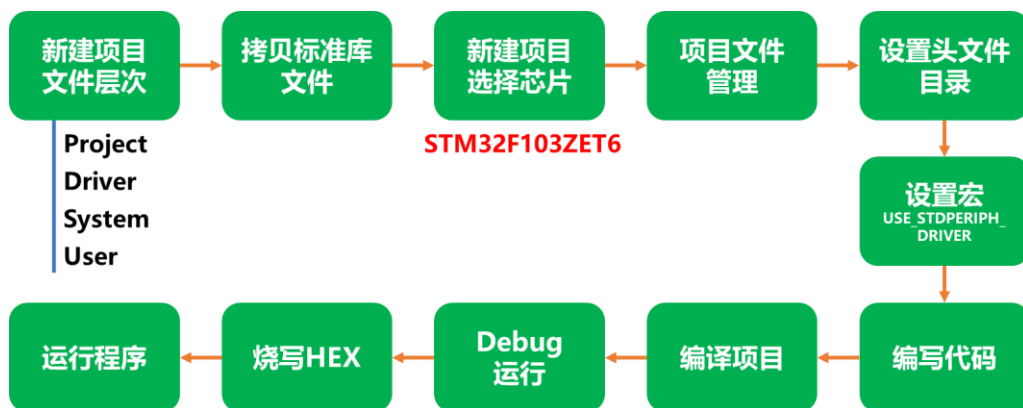 新建项目
文件层次
拷贝标准库
文件
新建项目
选择芯片
项目文件
管理
设置头文件
目录
Project
Driver
System
User
STM32F103ZET6
设置宏
USE_STDPERIPH_
DRIVER
编写代码
编译项目
Debug
运行
烧写HEX
运行程序